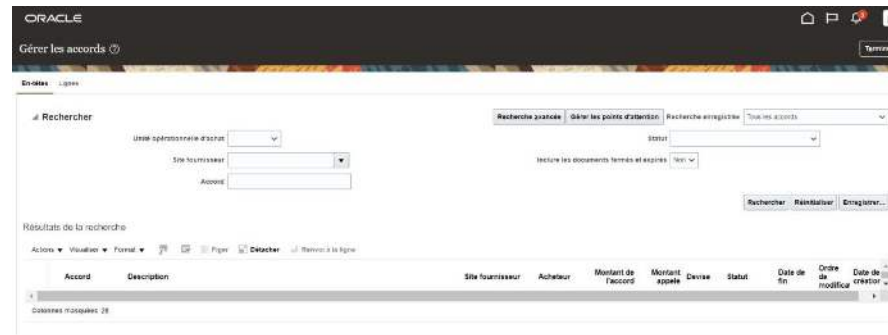 ORACLE
Gérer les accords
Terminé
En-têtes Lignes
Rechercher
Recherche avancée Gérer les points d'attention Recherche enregistrée Tous les accords
Unité opérationnelle d'achat Statut
Site fournisseur Inclure les documents fermés et expirés Non
Accord
Rechercher Réinitialiser Enregistrer...
Résultats de la recherche
Actions Visualiser Format Figer Détacher Renvoi à la ligne
Accord Description Site fournisseur Acheteur Montant de l'accord Montant appelé Devise Statut Date de fin Ordre de modificat Date de création
Colonnes masquées 28